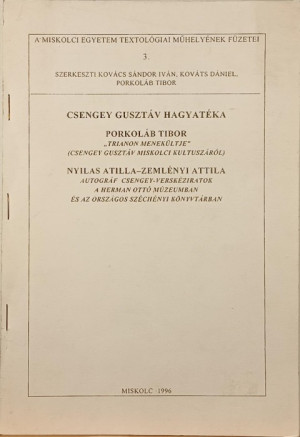 A MISKOLCI EGYETEM TEXTOLÓGIAI MŰHELYÉNEK FÜZETEI
3.
SZERKESZTI KOVÁCS SÁNDOR IVÁN, KOVÁTS DÁNIEL,
PORKOLÁB TIBOR
CSENGEY GUSZTÁV HAGYATÉKA
PORKOLÁB TIBOR
„TRIANON MENEKÜLTJE"
(CSENGEY GUSZTÁV MISKOLCI KULTUSZÁRÓL)
NYILAS ATILLA–ZEMLÉNYI ATTILA
AUTOGRÁF CSENGEY-VERSKÉZIRATOK
A HERMAN OTTÓ MÚZEUMBAN
ÉS AZ ORSZÁGOS SZÉCHÉNYI KÖNYVTÁRBAN
MISKOLC 1996